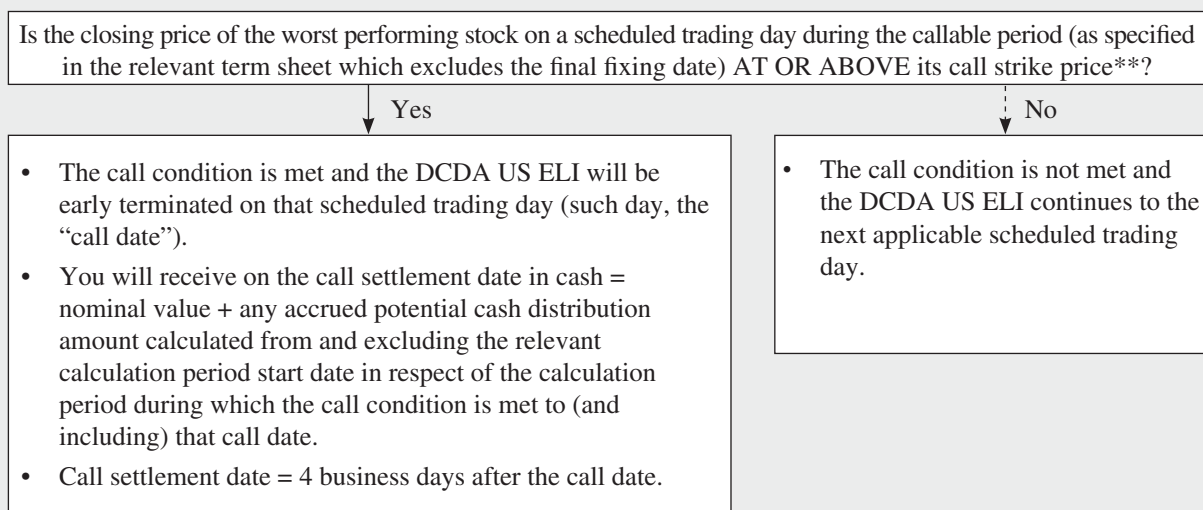 Is the closing price of the worst performing stock on a scheduled trading day during the callable period (as specified
in the relevant term sheet which excludes the final fixing date) AT OR ABOVE its call strike price**?
Yes
No
• The call condition is met and the DCDA US ELI will be
early terminated on that scheduled trading day (such day, the
“call date”).
• You will receive on the call settlement date in cash =
nominal value + any accrued potential cash distribution
amount calculated from and excluding the relevant
calculation period start date in respect of the calculation
period during which the call condition is met to (and
including) that call date.
• Call settlement date = 4 business days after the call date.
• The call condition is not met and
the DCDA US ELI continues to the
next applicable scheduled trading
day.